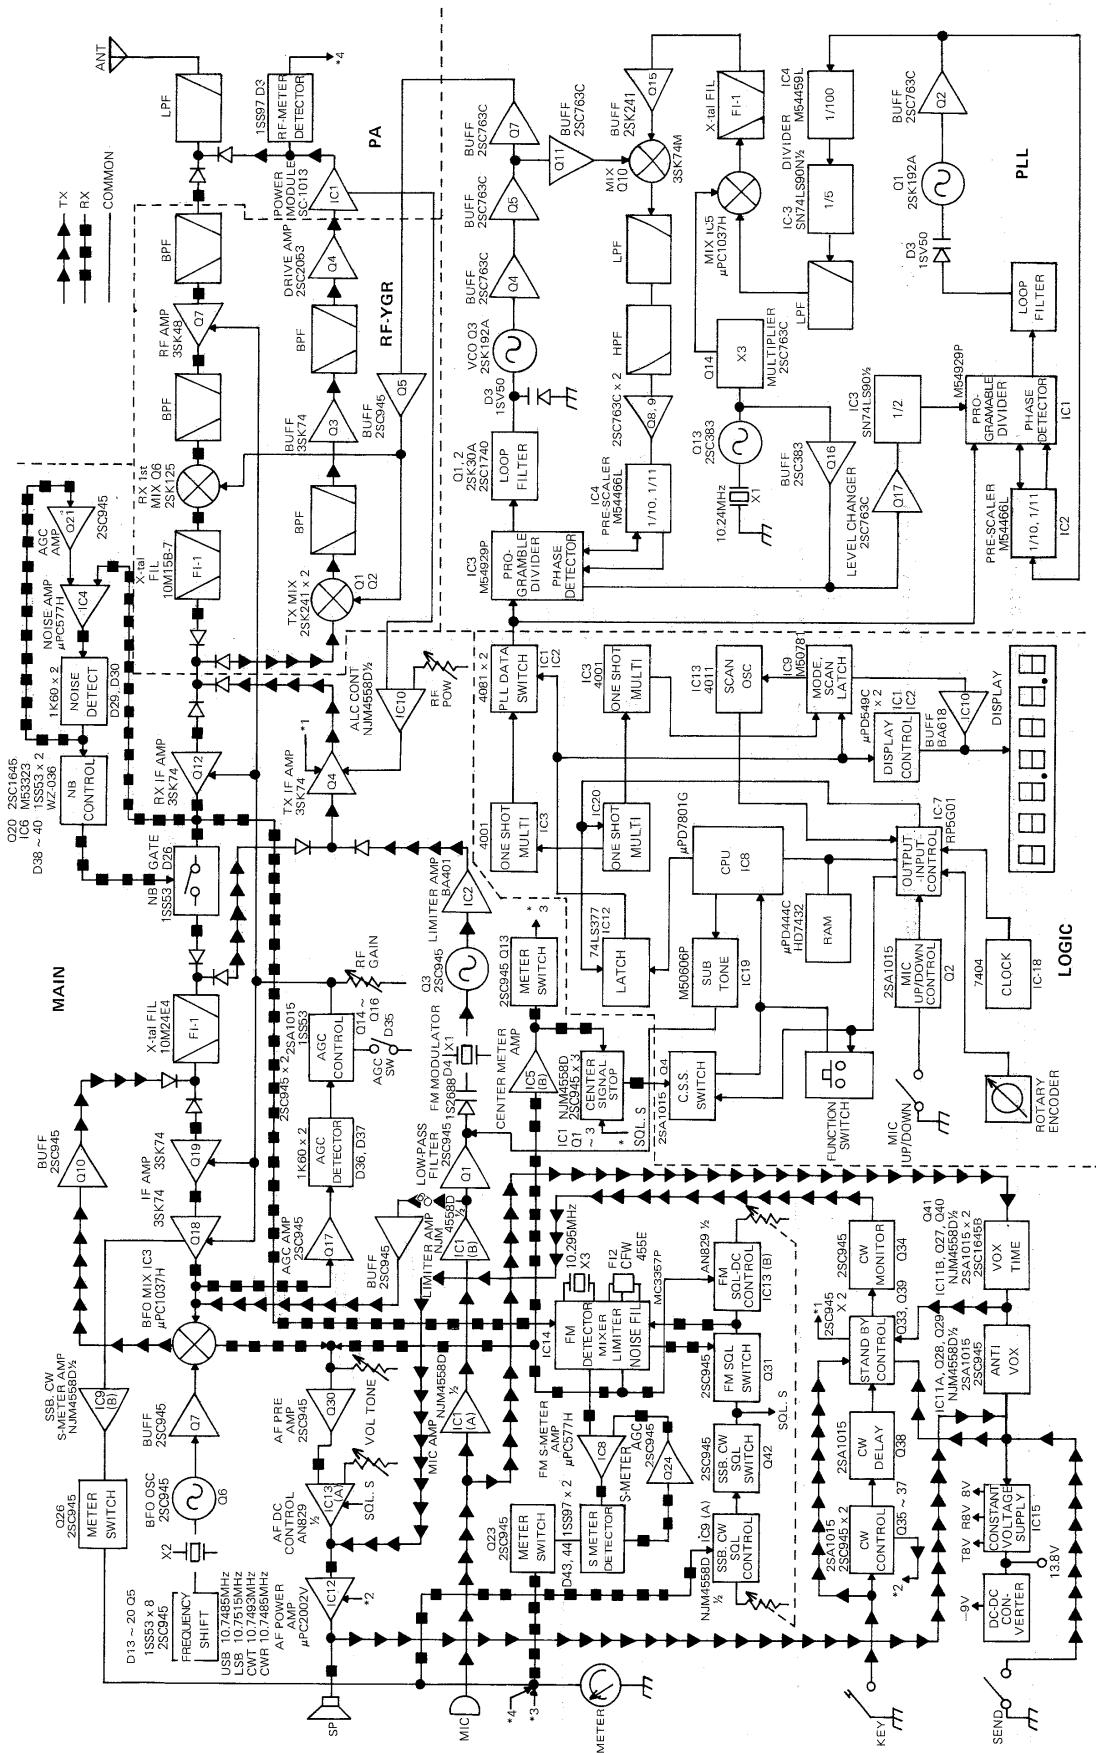 TX
RX
COMMON
ANT
LPF
1SS97 D3
RF-METER
DETECTOR
*4
PA
POWER
MODULE
SC-1013
IC1
BPF
RF AMP
3SK48
Q7
BPF
RX 1st
MIX Q6
2SK125
X-tal
FIL
10M15B-7
FI-1
DRIVE AMP
2SC2053
Q4
RF-YGR
BPF
BUFF
3SK74
Q3
BUFF
2SC945
Q5
BPF
TX MIX
2SK241 x 2
Q1
Q2
AGC
AMP
Q21
2SC945
NOISE AMP
μPC577H
IC4
1K60 x 2
NOISE
DETECT
D29, D30
Q20 2SC1645
IC6 M53323
D38 ~ 40 1SS53 x 2
WZ-036
NB
CONTROL
RX IF AMP
3SK74
Q12
NB GATE
1SS53 D26
MAIN
X-tal FIL
10M24E4
FI-1
ALC CONT
NJM4558D½
IC10
RF
POW
TX IF AMP
3SK74
Q4
*1
LIMITER AMP
BA401
IC2
Q3
2SC945
FM MODULATOR
1S2688 D4 X1
RF
GAIN
2SA1015
1SS53
Q14 ~
Q16
AGC
CONTROL
AGC
SW
D35
1K60 x 2
AGC
DETECTOR
D36, D37
AGC AMP
2SC945
Q17
2SC945 x 2
BUFF
2SC945
Q10
IF AMP
3SK74
Q19
3SK74
Q18
BFO MIX IC3
μPC1037H
SSB. CW
S-METER AMP
NJM4558D½
IC9
(B)
Q26
2SC945
METER
SWITCH
BUFF
2SC945
Q7
BFO OSC
2SC945
Q6
X2
D13 ~ 20 Q5
1SS53 x 8
2SC945
FREQUENCY
SHIFT
USB 10.7485MHz
LSB 10.7515MHz
CWT 10.7493MHz
CWR 10.7485MHz
AF POWER
AMP
μPC2002V
IC12
*2
SP
AF DC
CONTROL
AN829
½
IC13
(A)
SQL. S
AF PRE
AMP
2SC945
Q30
VOL TONE
MIC
MIC AMP
NJM4558D
½
IC1
(A)
LIMITER AMP
NJM
4558D
½
IC1
(B)
BUFF
2SC945
LOW-PASS
FILTER
2SC945
Q1
CENTER METER
AMP
IC5
(B)
2SC945 Q13
METER
SWITCH
*
3
IC1 NJM4558D
Q1 2SC945 x 3
~ 3
CENTER
SIGNAL
STOP
*
SQL. S
Q4
2SA1015
C.S.S.
SWITCH
10.295MHz
X3
FI2
CFW
455E
MC3357P
IC14
FM
DETECTOR
MIXER
LIMITER
NOISE FIL
FM S-METER
AMP
μPC577H
IC8
S-METER
AGC
2SC945
Q24
1SS97 x 2
D43, 44
S METER
DETECTOR
Q23
2SC945
METER
SWITCH
*4
*3
METER
AN829 ½
FM
SQL-DC
CONTROL
IC13 (B)
2SC945
FM SQL
SWITCH
Q31
SQL. S
2SC945
SSB. CW
SQL
SWITCH
Q42
IC9 (A)
NJM4558D
½
SSB. CW
SQL
CONTROL
2SC945
CW
MONITOR
Q34
*1
2SC945
X 2
STANDBY
CONTROL
Q33, Q39
2SA1015
CW
DELAY
Q38
2SA1015
2SC945 x 2
CW
CONTROL
Q35 ~ 37
*2
KEY
IC11B, Q27, Q40, Q41
NJM4558D½
2SA1015 x 2
2SC1645B
VOX
TIME
IC11A, Q28, Q29
NJM4558D½
2SA1015
2SC945
ANTI
VOX
T8V R8V 8V
CONSTANT
VOLTAGE
SUPPLY
IC15
13.8V
-9V
DC-DC
CON-
VERTER
SEND
BUFF
2SC763C
Q7
BUFF
2SC763C
Q5
BUFF
2SC763C
Q4
BUFF
2SC763C
Q11
VCO Q3
2SK192A
D3
1SV50
Q1, 2
2SK30A
2SC1740
LOOP
FILTER
IC3
M54929P
PRO-
GRAMBLE
DIVIDER
PHASE
DETECTOR
MIX
Q10
3SK74M
BUFF
2SK241
Q15
LPF
HPF
2SC763C x 2
Q8, 9
IC4
PRE-SCALER
M54466L
1/10, 1/11
X-tal FIL
FI-1
MIX IC5
μPC1037H
Q14
X3
MULTIPLIER
2SC763C
Q13
2SC383
10.24MHz
X1
BUFF
2SC383
Q16
LEVEL CHANGER
2SC763C
Q17
IC3
SN74LS90½
1/2
DIVIDER
IC4
M54459L
1/100
IC-3
SN74LS90N½
1/5
LPF
BUFF
2SC763C
Q2
Q1
2SK192A
D3
1SV50
PLL
LOOP
FILTER
M54929P
PRO-
GRAMABLE
DIVIDER
PHASE
DETECTOR
IC1
PRE-SCALER
M54466L
1/10, 1/11
IC2
4081 x 2
PLL DATA
SWITCH
IC1
IC2
IC3
4001
ONE SHOT
MULTI
IC13
4011
SCAN
OSC
IC9
M5078
MODE,
SCAN
LATCH
4001
ONE SHOT
MULTI
IC3
IC20
ONE SHOT
MULTI
74LS377
IC12
LATCH
μPD7801G
CPU
IC8
M50606P
SUB
TONE
IC19
μPD444C
HD7432
RAM
μPD549C x 2
IC1
IC2
DISPLAY
CONTROL
BUFF
BA618
IC10
DISPLAY
IC-7
RP5G01
OUTPUT
-INPUT-
CONTROL
2SA1015
MIC
UP/DOWN
CONTROL
Q2
7404
CLOCK
IC-18
LOGIC
FUNCTION
SWITCH
MIC
UP/DOWN
ROTARY
ENCODER